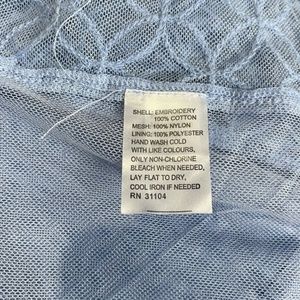 SHELL: EMBROIDERY
100% COTTON
MESH: 100% NYLON
LINING: 100% POLYESTER
HAND WASH COLD
WITH LIKE COLOURS,
ONLY NON-CHLORINE
BLEACH WHEN NEEDED,
LAY FLAT TO DRY,
COOL IRON IF NEEDED
RN 31104